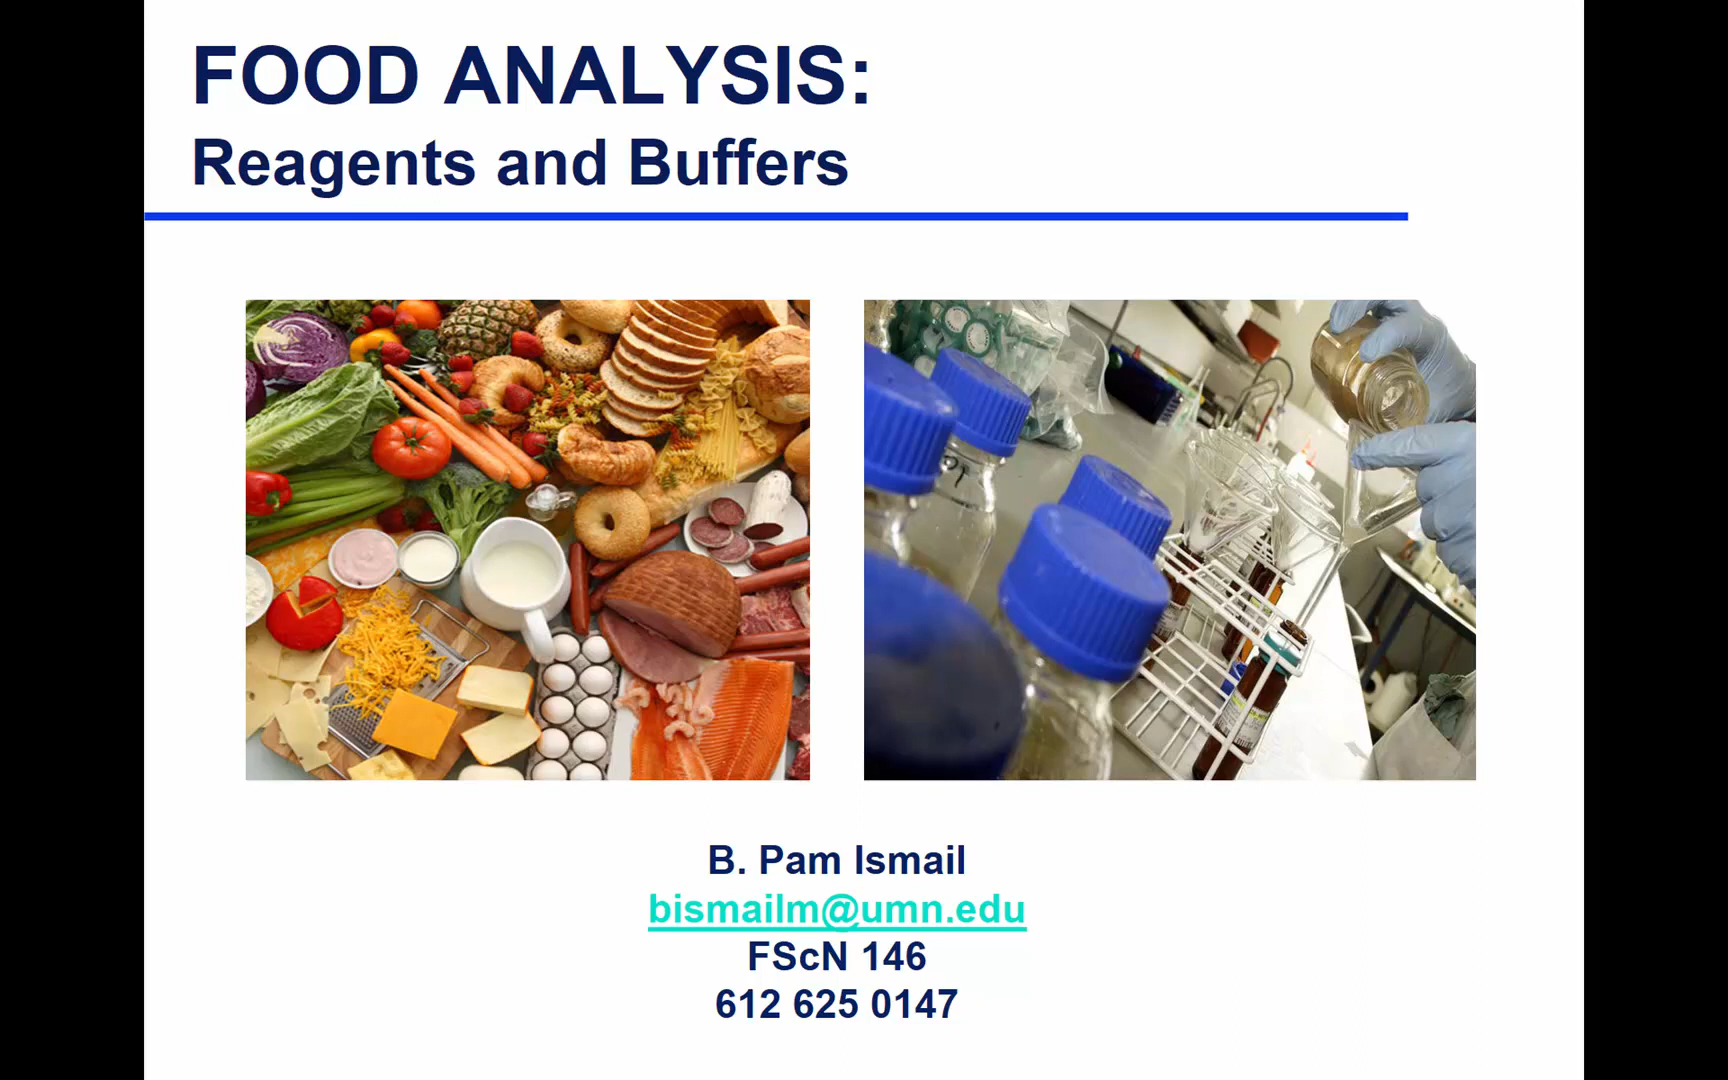 FOOD ANALYSIS:
Reagents and Buffers
B. Pam Ismail
bismailm@umn.edu
FScN 146
612 625 0147